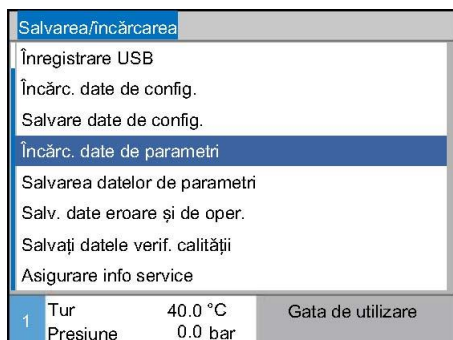 Salvarea/încărcarea
Înregistrare USB
Încărc. date de config.
Salvare date de config.
Încărc. date de parametri
Salvarea datelor de parametri
Salv. date eroare și de oper.
Salvați datele verif. calității
Asigurare info service
1 Tur 40.0 °C Gata de utilizare
Presiune 0.0 bar